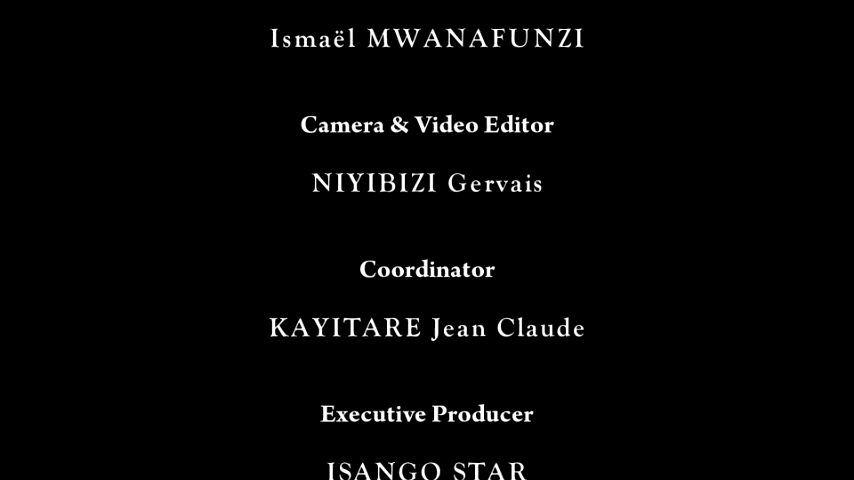 Ismaël MWANAFUNZI
Camera & Video Editor
NIYIBIZI Gervais
Coordinator
KAYITARE Jean Claude
Executive Producer
ISANGO STAR